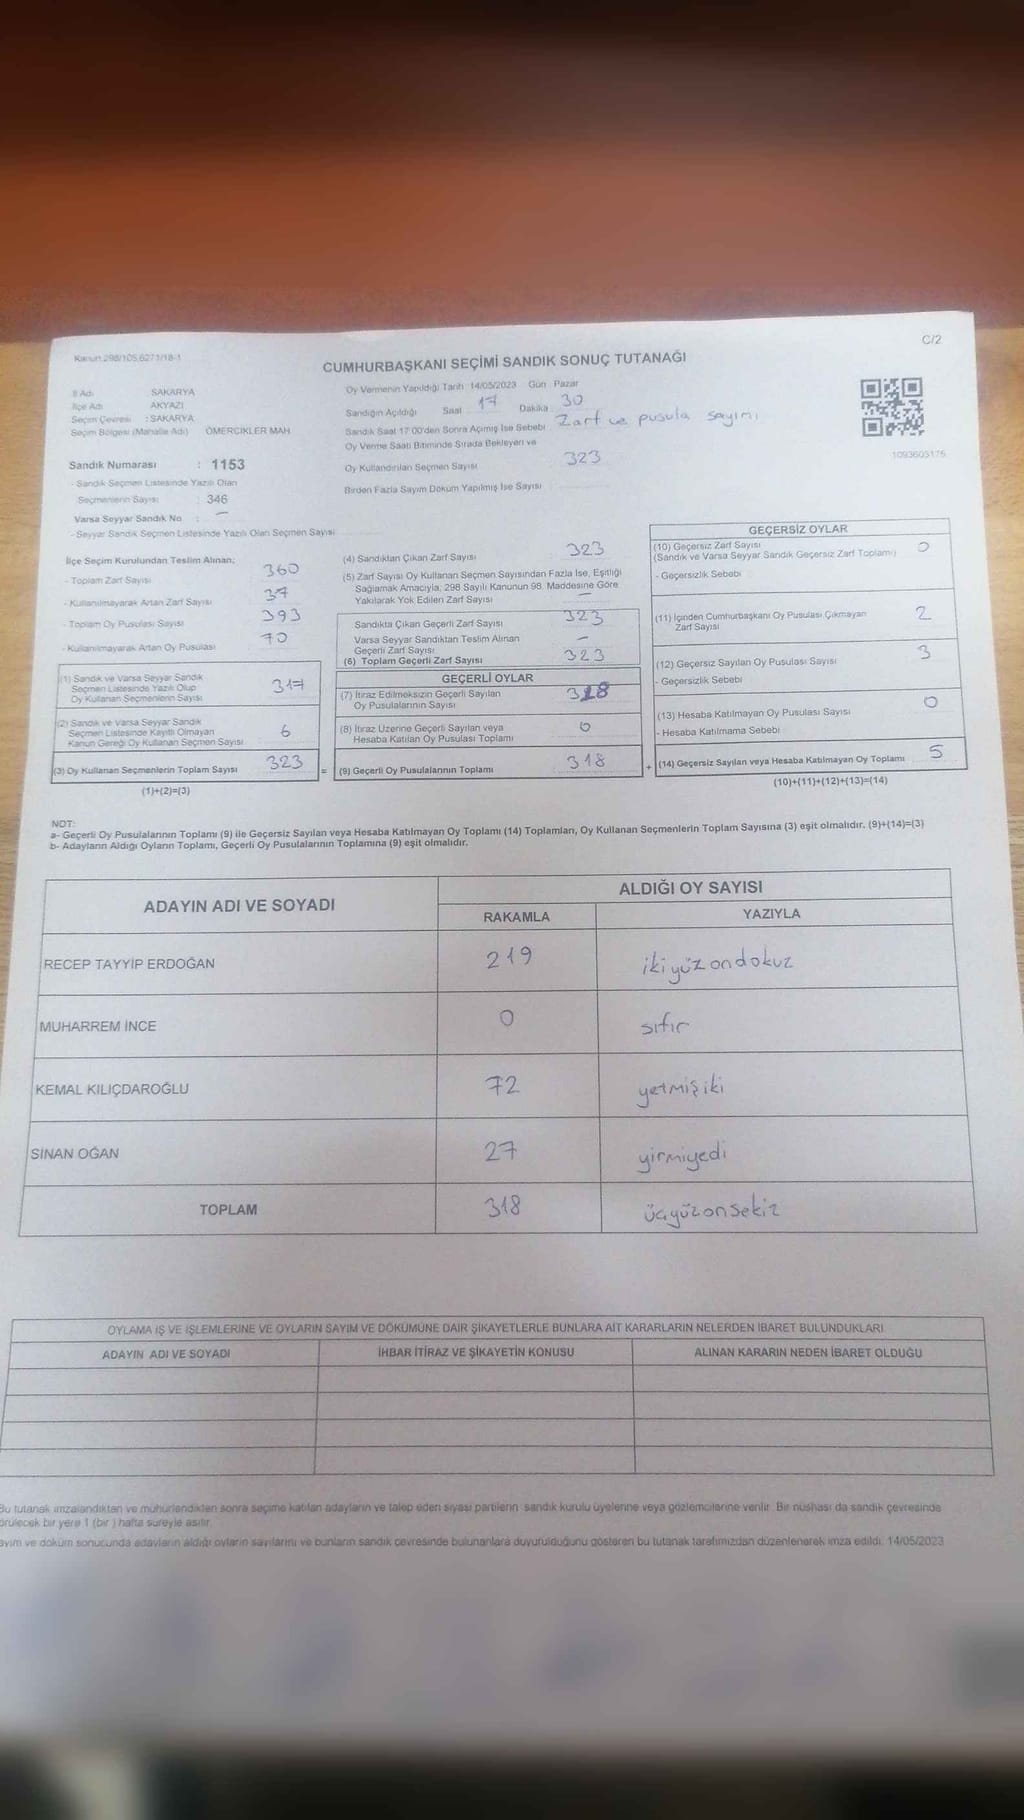 Kanun:298/105,6271/18-1
C/2
CUMHURBAŞKANI SEÇİMİ SANDIK SONUÇ TUTANAĞI
İl Adı SAKARYA
İlçe Adı AKYAZI
Seçim Çevresi : SAKARYA
Seçim Bölgesi (Mahalle Adı) ÖMERCİKLER MAH.
Sandık Numarası : 1153
- Sandık Seçmen Listesinde Yazılı Olan
Seçmenlerin Sayısı : 346
Varsa Seyyar Sandık No : —
- Seyyar Sandık Seçmen Listesinde Yazılı Olan Seçmen Sayısı
Oy Vermenin Yapıldığı Tarih 14/05/2023 Gün Pazar
Sandığın Açıldığı Saat 17 Dakika 30
Sandık Saat 17:00'den Sonra Açılmış İse Sebebi Zarf ve pusula sayımı
Oy Verme Saati Bitiminde Sırada Bekleyen ve
Oy Kullandırılan Seçmen Sayısı 323
Birden Fazla Sayım Döküm Yapılmış İse Sayısı
1093603175
İlçe Seçim Kurulundan Teslim Alınan;
- Toplam Zarf Sayısı 360
- Kullanılmayarak Artan Zarf Sayısı 37
- Toplam Oy Pusulası Sayısı 393
- Kullanılmayarak Artan Oy Pusulası 70
(1) Sandık ve Varsa Seyyar Sandık
Seçmen Listesinde Yazılı Olup
Oy Kullanan Seçmenlerin Sayısı 317
(2) Sandık ve Varsa Seyyar Sandık
Seçmen Listesinde Kayıtlı Olmayan
Kanun Gereği Oy Kullanan Seçmen Sayısı 6
(3) Oy Kullanan Seçmenlerin Toplam Sayısı 323
(1)+(2)=(3)
(4) Sandıktan Çıkan Zarf Sayısı 323
(5) Zarf Sayısı Oy Kullanan Seçmen Sayısından Fazla İse, Eşitliği
Sağlamak Amacıyla, 298 Sayılı Kanunun 98. Maddesine Göre
Yakılarak Yok Edilen Zarf Sayısı —
Sandıkta Çıkan Geçerli Zarf Sayısı 323
Varsa Seyyar Sandıktan Teslim Alınan
Geçerli Zarf Sayısı —
(6) Toplam Geçerli Zarf Sayısı 323
GEÇERLİ OYLAR
(7) İtiraz Edilmeksizin Geçerli Sayılan
Oy Pusulalarının Sayısı 318
(8) İtiraz Üzerine Geçerli Sayılan veya
Hesaba Katılan Oy Pusulası Toplamı 0
= (9) Geçerli Oy Pusulalarının Toplamı 318
GEÇERSİZ OYLAR
(10) Geçersiz Zarf Sayısı
(Sandık ve Varsa Seyyar Sandık Geçersiz Zarf Toplamı) 0
- Geçersizlik Sebebi
(11) İçinden Cumhurbaşkanı Oy Pusulası Çıkmayan
Zarf Sayısı 2
(12) Geçersiz Sayılan Oy Pusulası Sayısı 3
- Geçersizlik Sebebi
(13) Hesaba Katılmayan Oy Pusulası Sayısı 0
- Hesaba Katılmama Sebebi
+ (14) Geçersiz Sayılan veya Hesaba Katılmayan Oy Toplamı 5
(10)+(11)+(12)+(13)=(14)
NOT:
a- Geçerli Oy Pusulalarının Toplamı (9) ile Geçersiz Sayılan veya Hesaba Katılmayan Oy Toplamı (14) Toplamları, Oy Kullanan Seçmenlerin Toplam Sayısına (3) eşit olmalıdır. (9)+(14)=(3)
b- Adayların Aldığı Oyların Toplamı, Geçerli Oy Pusulalarının Toplamına (9) eşit olmalıdır.
ADAYIN ADI VE SOYADI
ALDIĞI OY SAYISI
RAKAMLA YAZIYLA
RECEP TAYYİP ERDOĞAN 219 ikiyüzondokuz
MUHARREM İNCE 0 sıfır
KEMAL KILIÇDAROĞLU 72 yetmişiki
SİNAN OĞAN 27 yirmiyedi
TOPLAM 318 üçyüzonsekiz
OYLAMA İŞ VE İŞLEMLERİNE VE OYLARIN SAYIM VE DÖKÜMÜNE DAİR ŞİKAYETLERLE BUNLARA AİT KARARLARIN NELERDEN İBARET BULUNDUKLARI
ADAYIN ADI VE SOYADI İHBAR İTİRAZ VE ŞİKAYETİN KONUSU ALINAN KARARIN NEDEN İBARET OLDUĞU
Bu tutanak imzalandıktan ve mühürlendikten sonra seçime katılan adayların ve talep eden siyasi partilerin sandık kurulu üyelerine veya gözlemcilerine verilir. Bir nüshası da sandık çevresinde
örülecek bir yere 1 (bir ) hafta süreyle asılır.
ayım ve döküm sonucunda adayların aldığı oyların sayılarını ve bunların sandık çevresinde bulunanlara duyurulduğunu gösteren bu tutanak tarafımızdan düzenlenerek imza edildi. 14/05/2023